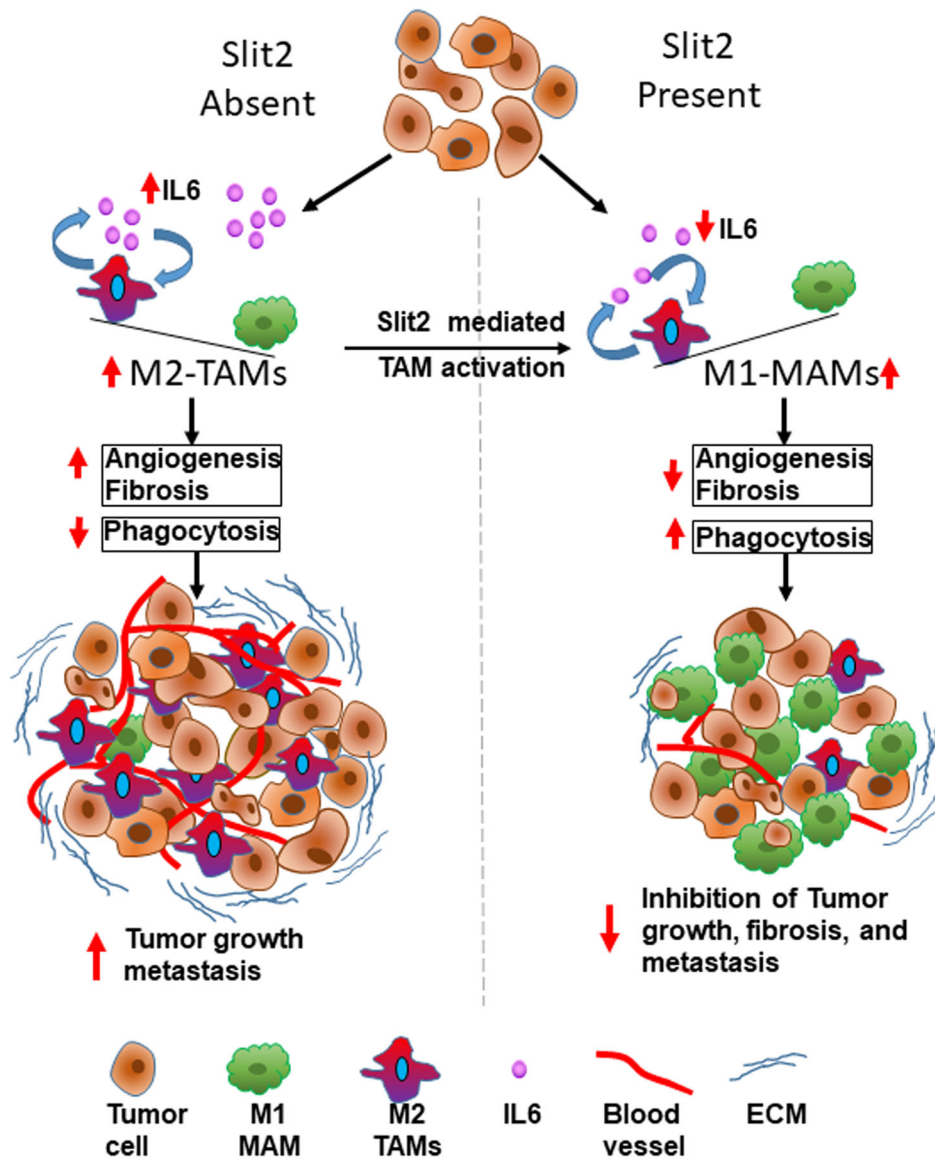 Slit2
Absent
Slit2
Present
IL6
IL6
Slit2 mediated
TAM activation
M2-TAMs
M1-MAMs
Angiogenesis
Fibrosis
Phagocytosis
Angiogenesis
Fibrosis
Phagocytosis
Tumor growth
metastasis
Inhibition of Tumor
growth, fibrosis, and
metastasis
Tumor
cell
M1
MAM
M2
TAMs
IL6
Blood
vessel
ECM